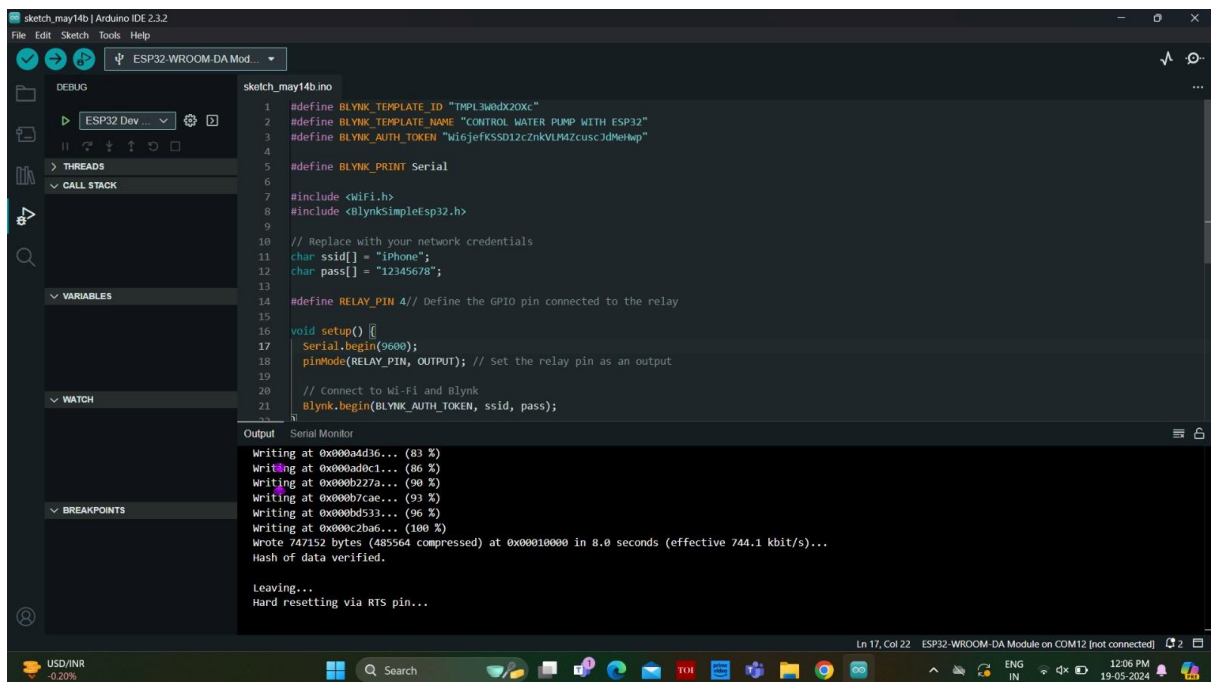 sketch_may14b | Arduino IDE 2.3.2
File Edit Sketch Tools Help
ESP32-WROOM-DA Mod...
DEBUG
sketch_may14b.ino
ESP32 Dev ...
THREADS
CALL STACK
VARIABLES
WATCH
BREAKPOINTS
1 #define BLYNK_TEMPLATE_ID "TMPL3W0dX2OXc"
2 #define BLYNK_TEMPLATE_NAME "CONTROL WATER PUMP WITH ESP32"
3 #define BLYNK_AUTH_TOKEN "Wi6jefKSSD12cZnkVLM4ZcuscJdMeHwp"
4
5 #define BLYNK_PRINT Serial
6
7 #include <WiFi.h>
8 #include <BlynkSimpleEsp32.h>
9
10 // Replace with your network credentials
11 char ssid[] = "iPhone";
12 char pass[] = "12345678";
13
14 #define RELAY_PIN 4// Define the GPIO pin connected to the relay
15
16 void setup() {
17 Serial.begin(9600);
18 pinMode(RELAY_PIN, OUTPUT); // Set the relay pin as an output
19
20 // Connect to Wi-Fi and Blynk
21 Blynk.begin(BLYNK_AUTH_TOKEN, ssid, pass);
22 }
Output Serial Monitor
Writing at 0x000a4d36... (83 %)
Writing at 0x000ad0c1... (86 %)
Writing at 0x000b227a... (90 %)
Writing at 0x000b7cae... (93 %)
Writing at 0x000bd533... (96 %)
Writing at 0x000c2ba6... (100 %)
Wrote 747152 bytes (485564 compressed) at 0x00010000 in 8.0 seconds (effective 744.1 kbit/s)...
Hash of data verified.
Leaving...
Hard resetting via RTS pin...
Ln 17, Col 22 ESP32-WROOM-DA Module on COM12 [not connected] 2
USD/INR
-0.20%
Search
TOI
prime video
1
ENG
IN
12:06 PM
19-05-2024
PRE